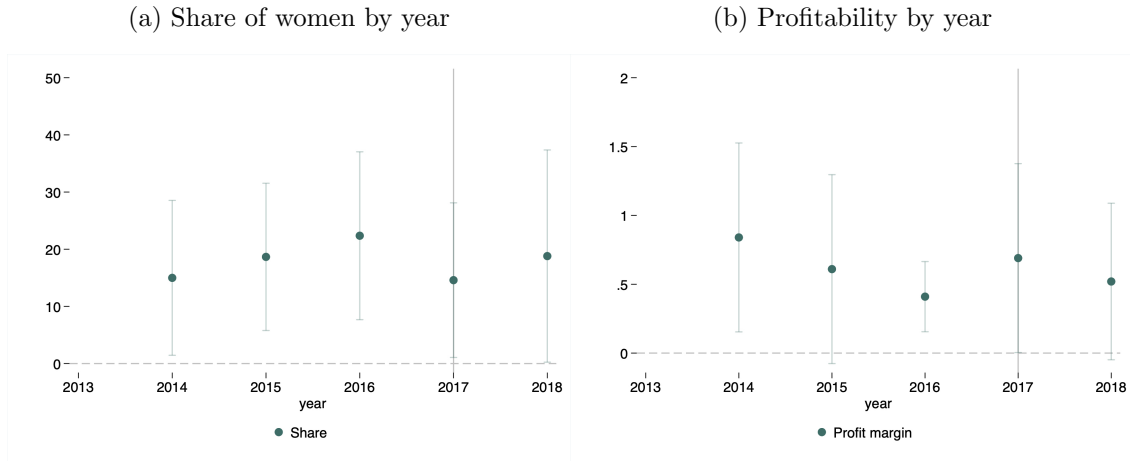 (a) Share of women by year
50
40
30
20
10
0
2013 2014 2015 2016 2017 2018
year
Share
(b) Profitability by year
2
1.5
1
.5
0
2013 2014 2015 2016 2017 2018
year
Profit margin